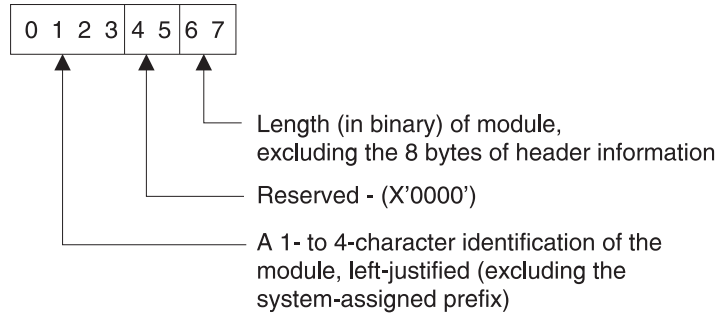 0 1 2 3 4 5 6 7
Length (in binary) of module,
excluding the 8 bytes of header information
Reserved - (X'0000')
A 1- to 4-character identification of the
module, left-justified (excluding the
system-assigned prefix)